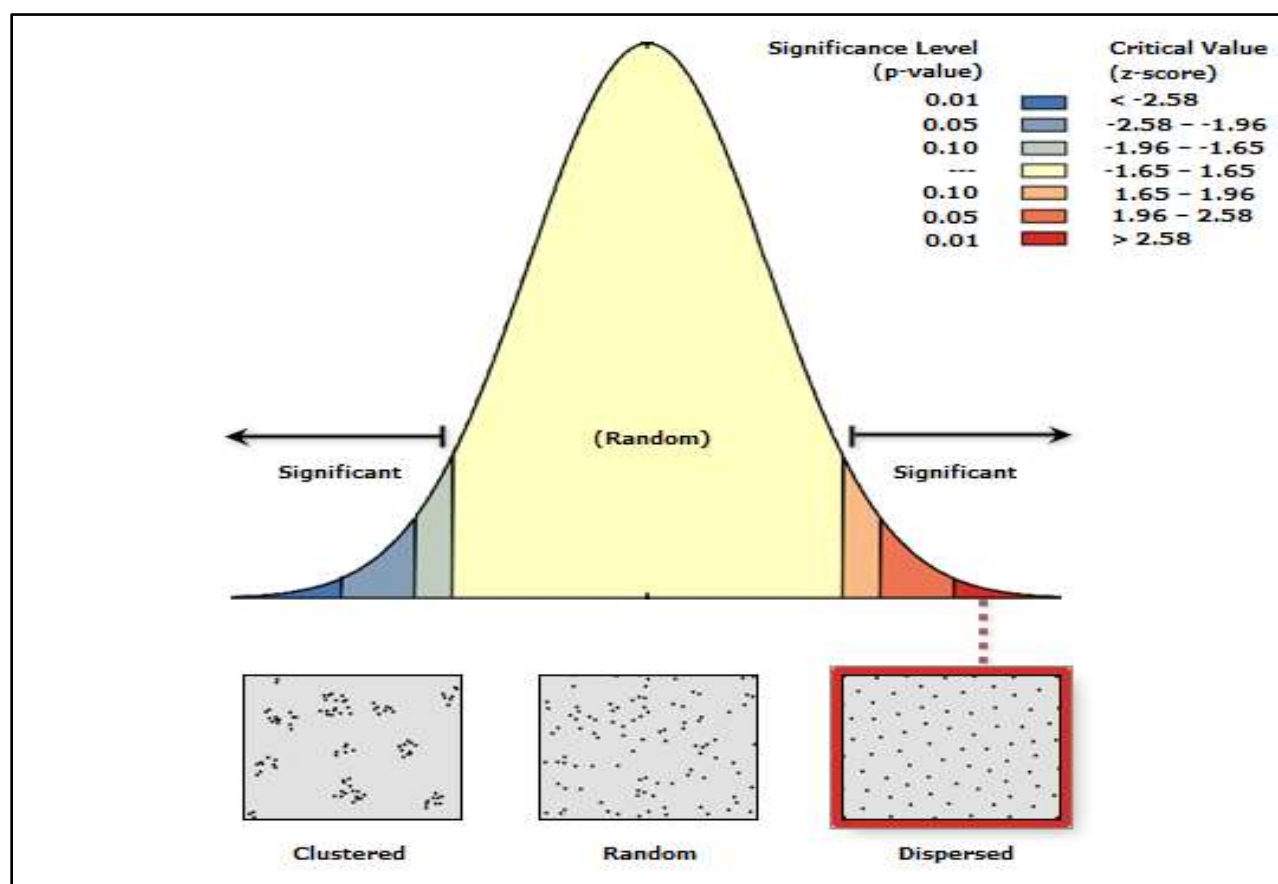 Significance Level Critical Value
(p-value) (z-score)
0.01 < -2.58
0.05 -2.58 – -1.96
0.10 -1.96 – -1.65
--- -1.65 – 1.65
0.10 1.65 – 1.96
0.05 1.96 – 2.58
0.01 > 2.58
(Random)
Significant Significant
Clustered Random Dispersed